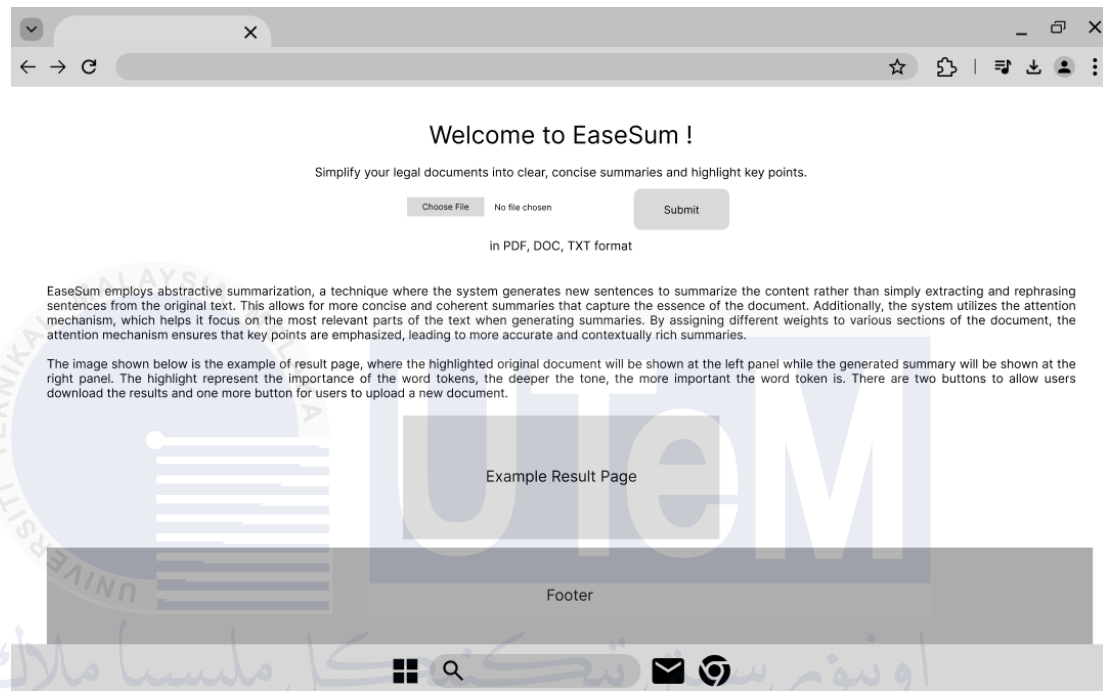 Welcome to EaseSum !
Simplify your legal documents into clear, concise summaries and highlight key points.
Choose File No file chosen Submit
in PDF, DOC, TXT format
EaseSum employs abstractive summarization, a technique where the system generates new sentences to summarize the content rather than simply extracting and rephrasing
sentences from the original text. This allows for more concise and coherent summaries that capture the essence of the document. Additionally, the system utilizes the attention
mechanism, which helps it focus on the most relevant parts of the text when generating summaries. By assigning different weights to various sections of the document, the
attention mechanism ensures that key points are emphasized, leading to more accurate and contextually rich summaries.
The image shown below is the example of result page, where the highlighted original document will be shown at the left panel while the generated summary will be shown at the
right panel. The highlight represent the importance of the word tokens, the deeper the tone, the more important the word token is. There are two buttons to allow users
download the results and one more button for users to upload a new document.
Example Result Page
UTeM
Footer